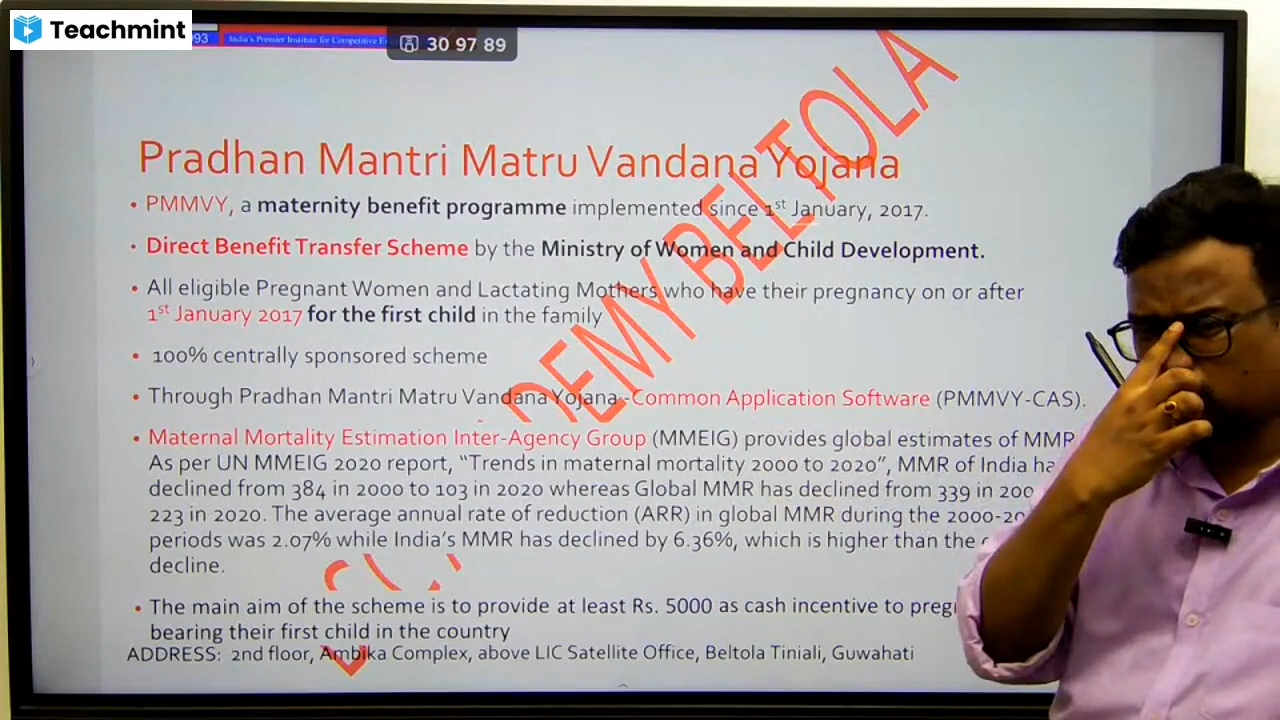 Teachmint
93 India's Premier Institute for Competitive
30 97 89
Pradhan Mantri Matru Vandana Yojana
• PMMVY, a maternity benefit programme implemented since 1st January, 2017.
• Direct Benefit Transfer Scheme by the Ministry of Women and Child Development.
• All eligible Pregnant Women and Lactating Mothers who have their pregnancy on or after
1st January 2017 for the first child in the family
• 100% centrally sponsored scheme
• Through Pradhan Mantri Matru Vandana Yojana -Common Application Software (PMMVY-CAS).
• Maternal Mortality Estimation Inter-Agency Group (MMEIG) provides global estimates of MMR
As per UN MMEIG 2020 report, “Trends in maternal mortality 2000 to 2020”, MMR of India
declined from 384 in 2000 to 103 in 2020 whereas Global MMR has declined from 339 in
223 in 2020. The average annual rate of reduction (ARR) in global MMR during the
periods was 2.07% while India's MMR has declined by 6.36%, which is higher than the
decline.
• The main aim of the scheme is to provide at least Rs. 5000 as cash incentive to
bearing their first child in the country
ADDRESS: 2nd floor, Ambika Complex, above LIC Satellite Office, Beltola Tiniali, Guwahati
BELTOLA